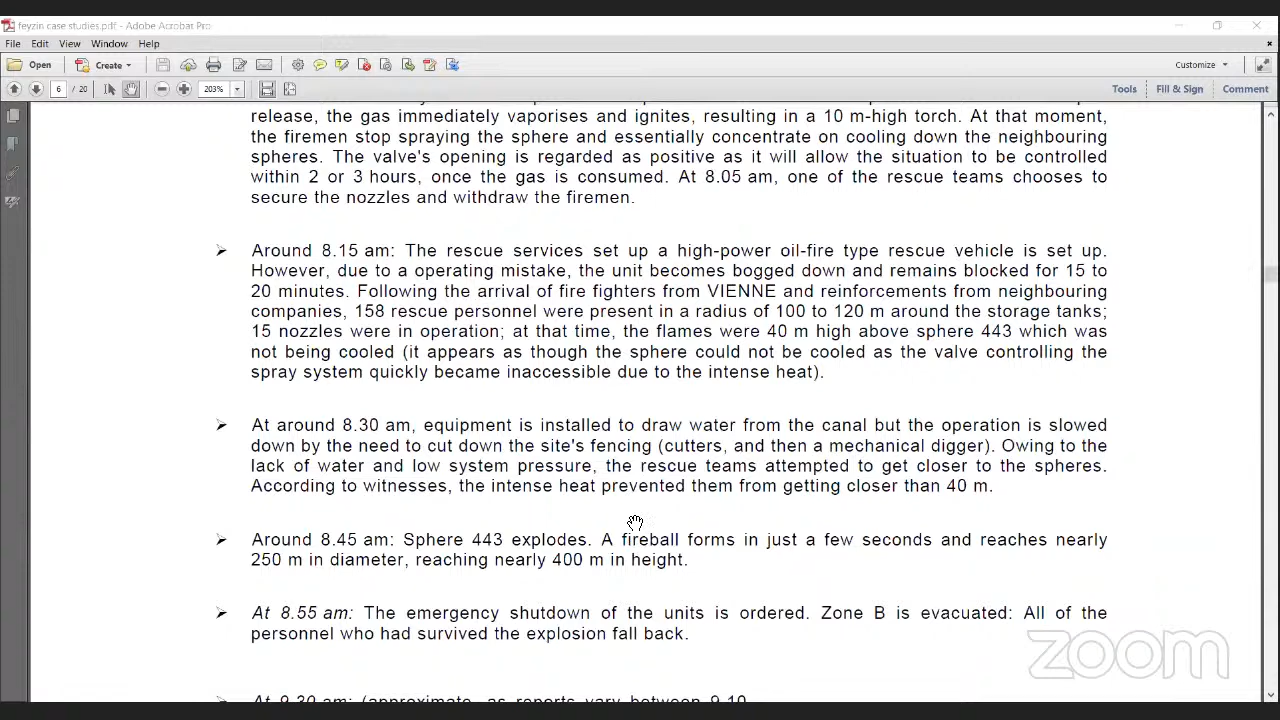 feyzin case studies.pdf - Adobe Acrobat Pro
File Edit View Window Help
Open Create Customize
6 / 20 203% Tools Fill & Sign Comment
release, the gas immediately vaporises and ignites, resulting in a 10 m-high torch. At that moment,
the firemen stop spraying the sphere and essentially concentrate on cooling down the neighbouring
spheres. The valve's opening is regarded as positive as it will allow the situation to be controlled
within 2 or 3 hours, once the gas is consumed. At 8.05 am, one of the rescue teams chooses to
secure the nozzles and withdraw the firemen.
Around 8.15 am: The rescue services set up a high-power oil-fire type rescue vehicle is set up.
However, due to a operating mistake, the unit becomes bogged down and remains blocked for 15 to
20 minutes. Following the arrival of fire fighters from VIENNE and reinforcements from neighbouring
companies, 158 rescue personnel were present in a radius of 100 to 120 m around the storage tanks;
15 nozzles were in operation; at that time, the flames were 40 m high above sphere 443 which was
not being cooled (it appears as though the sphere could not be cooled as the valve controlling the
spray system quickly became inaccessible due to the intense heat).
At around 8.30 am, equipment is installed to draw water from the canal but the operation is slowed
down by the need to cut down the site's fencing (cutters, and then a mechanical digger). Owing to the
lack of water and low system pressure, the rescue teams attempted to get closer to the spheres.
According to witnesses, the intense heat prevented them from getting closer than 40 m.
Around 8.45 am: Sphere 443 explodes. A fireball forms in just a few seconds and reaches nearly
250 m in diameter, reaching nearly 400 m in height.
At 8.55 am: The emergency shutdown of the units is ordered. Zone B is evacuated: All of the
personnel who had survived the explosion fall back.
zoom
At 9.30 am: (approximate, as reports vary between 9.10